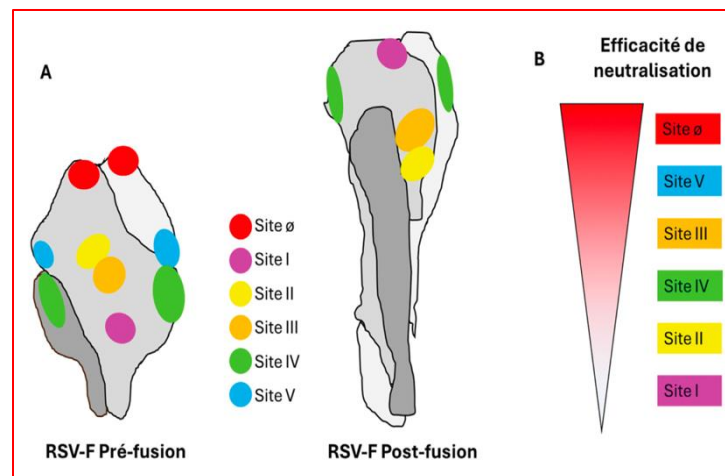 A
Site ø
Site I
Site II
Site III
Site IV
Site V
RSV-F Pré-fusion
RSV-F Post-fusion
B
Efficacité de
neutralisation
Site ø
Site V
Site III
Site IV
Site II
Site I